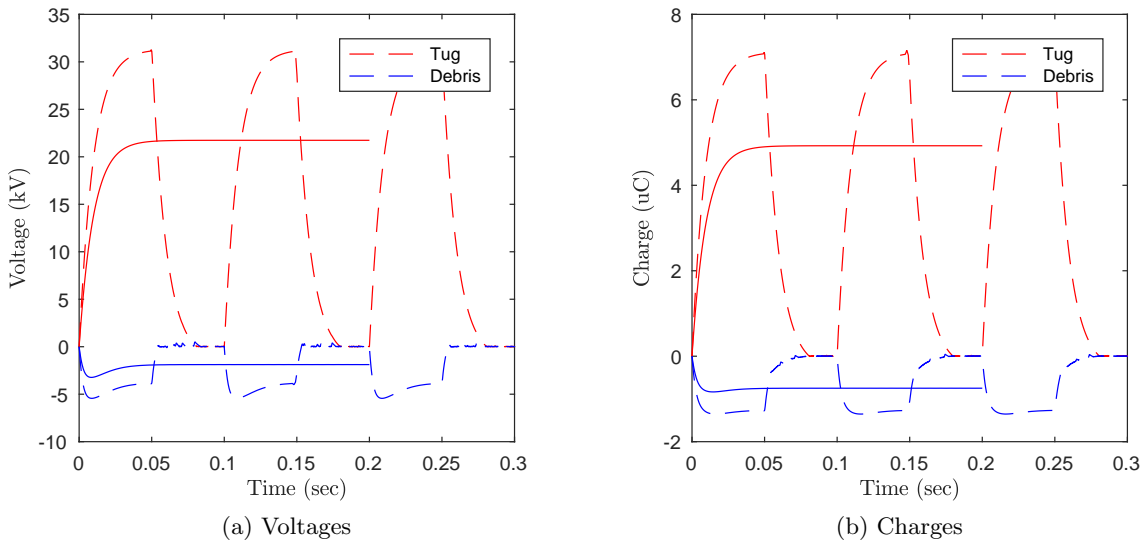 35
30
25
20
15
10
5
0
-5
-10
Voltage (kV)
0 0.05 0.1 0.15 0.2 0.25 0.3
Time (sec)
Tug
Debris
(a) Voltages
8
6
4
2
0
-2
Charge (uC)
0 0.05 0.1 0.15 0.2 0.25 0.3
Time (sec)
Tug
Debris
(b) Charges